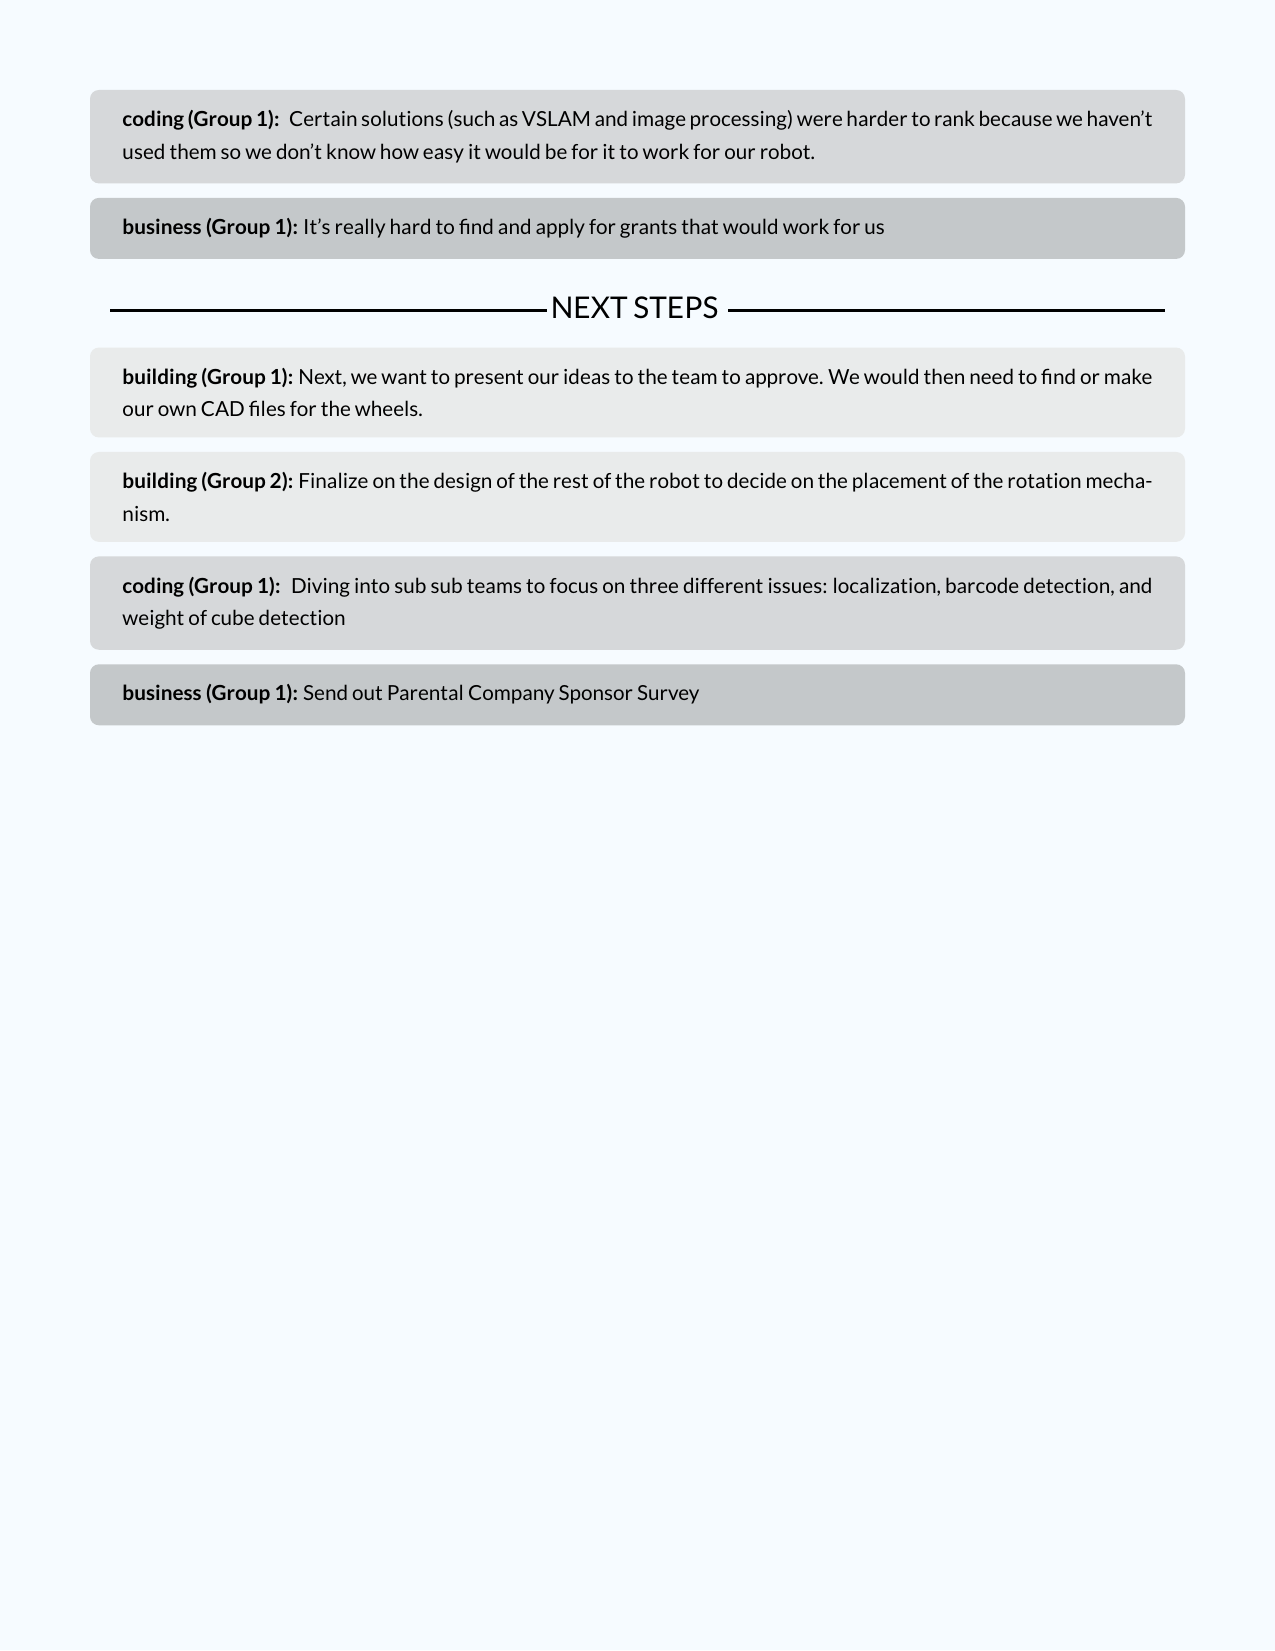 coding (Group 1): Certain solutions (such as VSLAM and image processing) were harder to rank because we haven’t
used them so we don’t know how easy it would be for it to work for our robot.
business (Group 1): It’s really hard to find and apply for grants that would work for us
NEXT STEPS
building (Group 1): Next, we want to present our ideas to the team to approve. We would then need to find or make
our own CAD files for the wheels.
building (Group 2): Finalize on the design of the rest of the robot to decide on the placement of the rotation mecha-
nism.
coding (Group 1): Diving into sub sub teams to focus on three different issues: localization, barcode detection, and
weight of cube detection
business (Group 1): Send out Parental Company Sponsor Survey